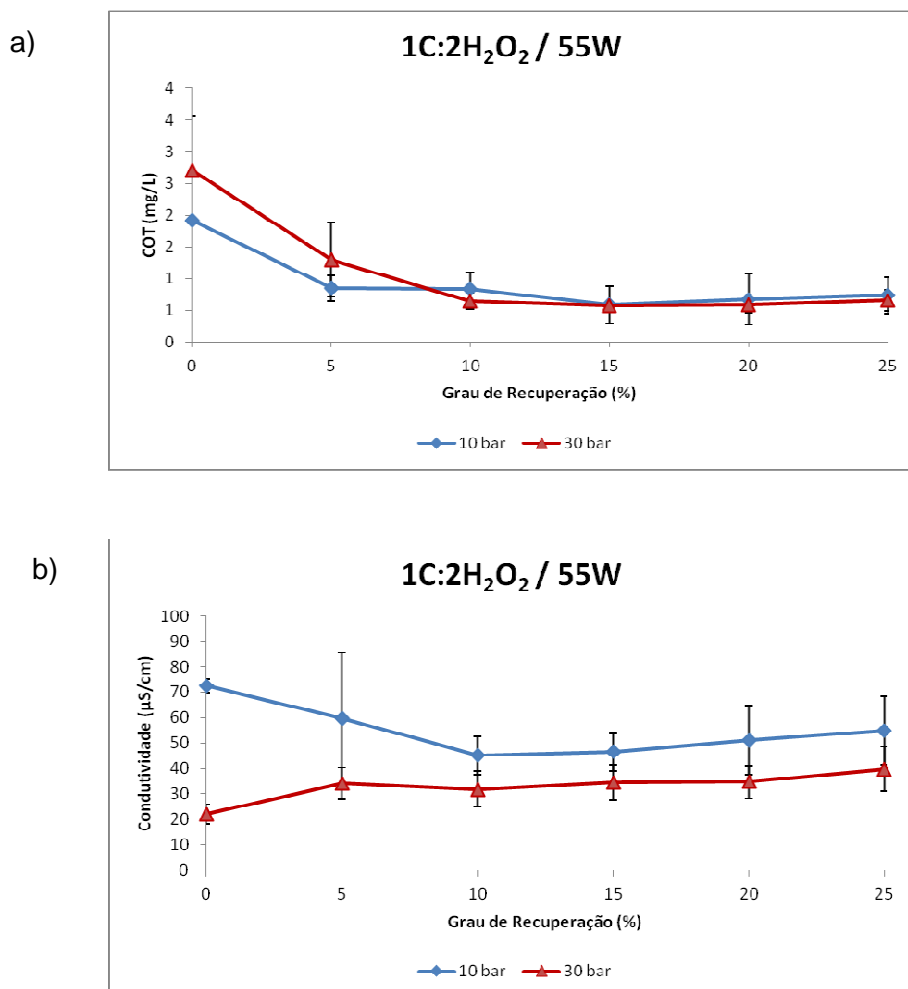 a)
1C:2H₂O₂ / 55W
4
4
3
3
2
2
1
1
0
COT (mg/L)
0 5 10 15 20 25
Grau de Recuperação (%)
10 bar 30 bar
b)
1C:2H₂O₂ / 55W
100
90
80
70
60
50
40
30
20
10
0
Condutividade (µS/cm)
0 5 10 15 20 25
Grau de Recuperação (%)
10 bar 30 bar